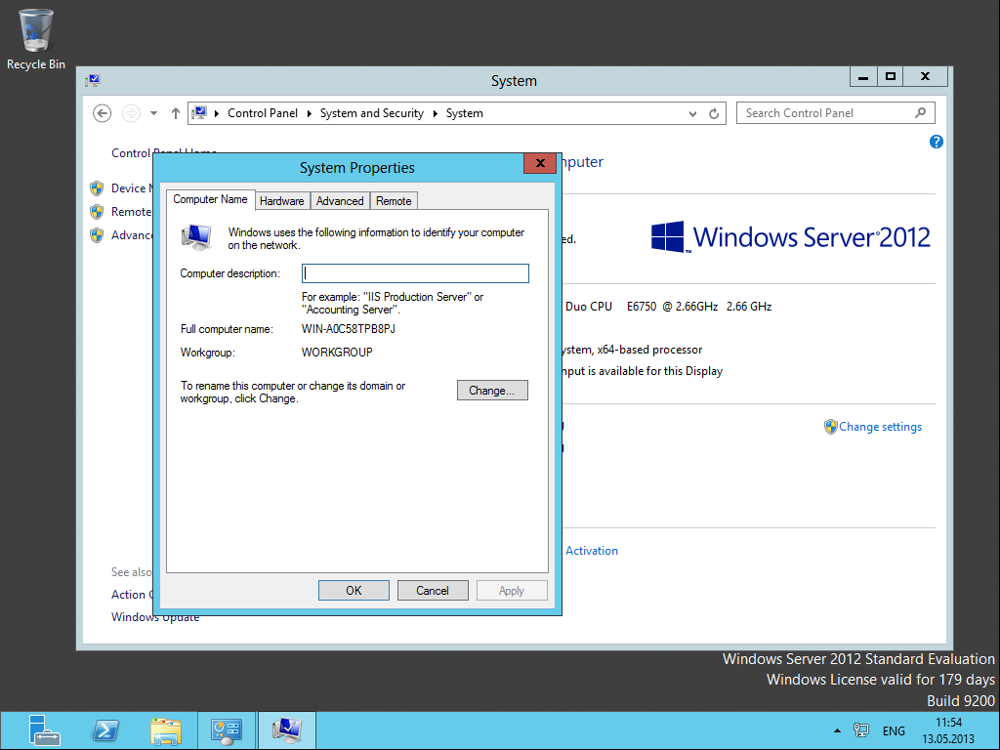 Recycle Bin
System
Control Panel System and Security System
Search Control Panel
Control Panel Home
Device
Remote
System Properties
Computer Name Hardware Advanced Remote
Windows uses the following information to identify your computer
on the network.
Computer description:
For example: "IIS Production Server" or
"Accounting Server".
Full computer name: WIN-A0C58TPB8PJ
Workgroup: WORKGROUP
To rename this computer or change its domain or
workgroup, click Change.
Change...
OK Cancel Apply
Windows Server 2012
Duo CPU E6750 @ 2.66GHz 2.66 GHz
x64-based processor
is available for this Display
Change settings
Activation
See also
Action
Windows Update
Windows Server 2012 Standard Evaluation
Windows License valid for 179 days
Build 9200
ENG
11:54
13.05.2013